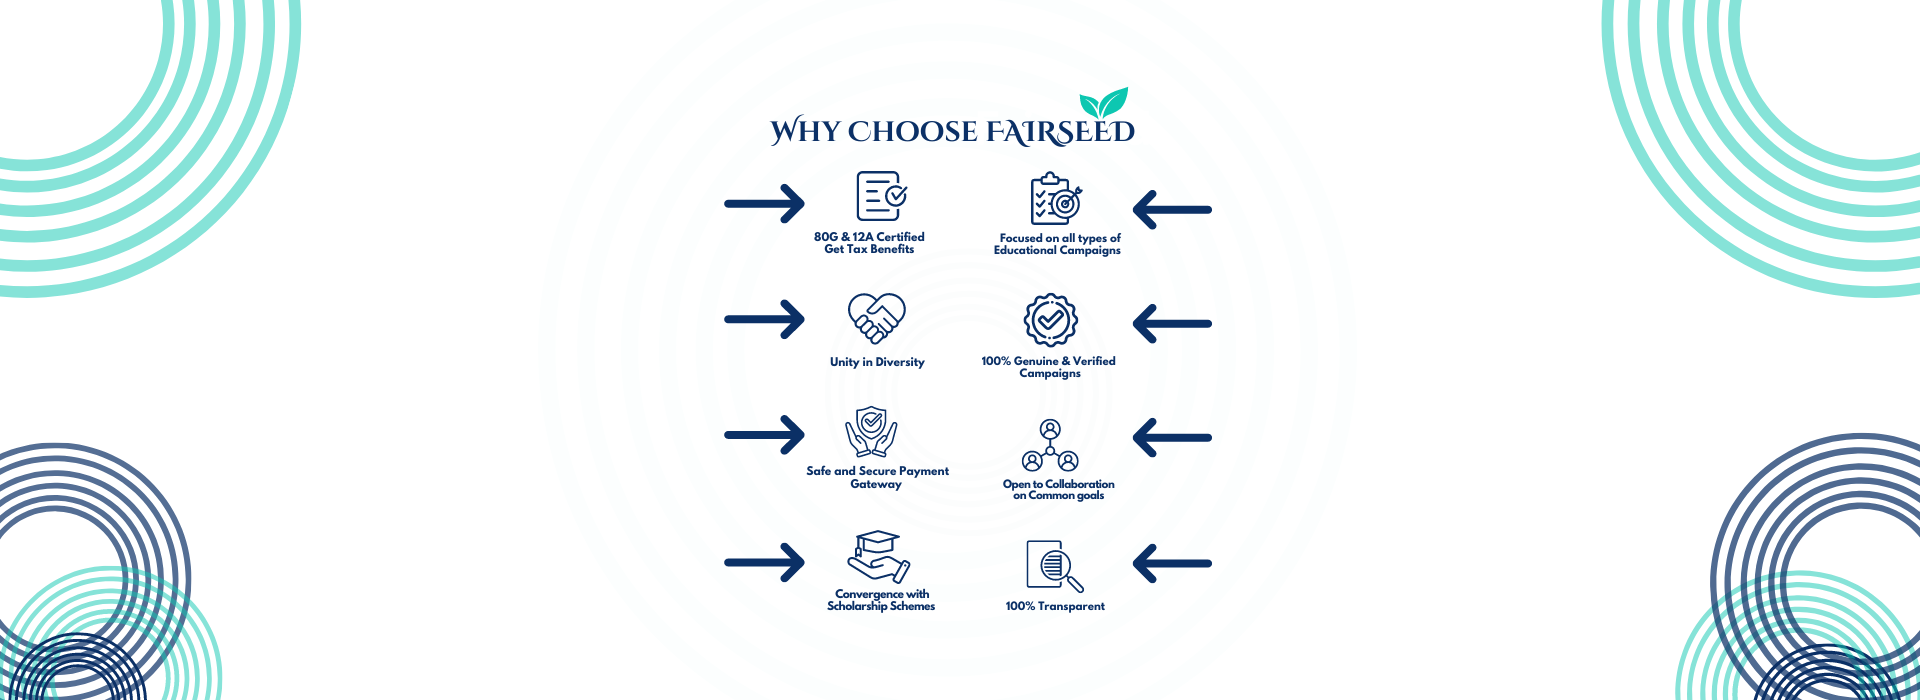 WHY CHOOSE FAIRSEED
80G & 12A Certified
Get Tax Benefits
Focused on all types of
Educational Campaigns
Unity in Diversity
100% Genuine & Verified
Campaigns
Safe and Secure Payment
Gateway
Open to Collaboration
on Common goals
Convergence with
Scholarship Schemes
100% Transparent